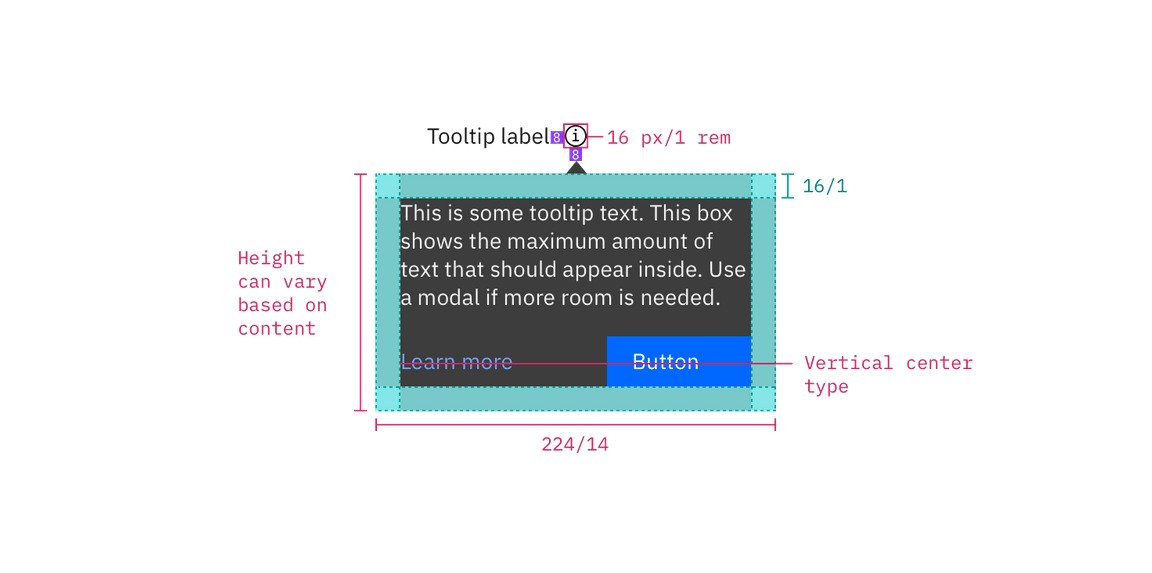 Tooltip label 8 i 16 px/1 rem
8
16/1
This is some tooltip text. This box
shows the maximum amount of
text that should appear inside. Use
a modal if more room is needed.
Height
can vary
based on
content
Learn more
Button
Vertical center
type
224/14